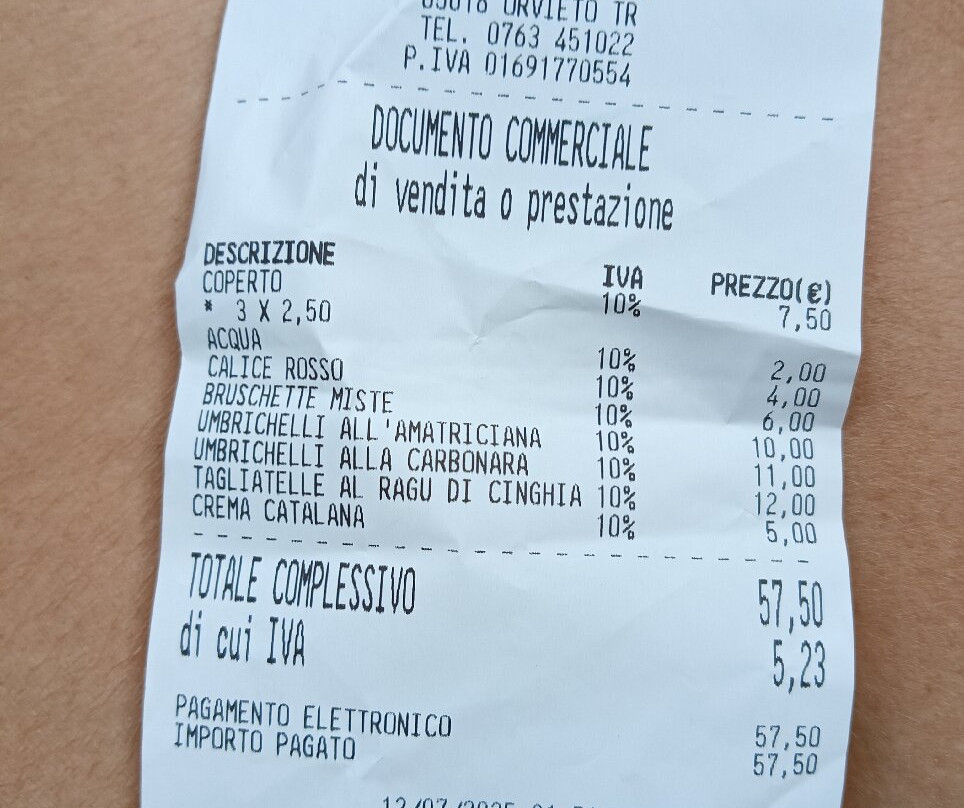 05018 ORVIETO TR
TEL. 0763 451022
P.IVA 01691770554
DOCUMENTO COMMERCIALE
di vendita o prestazione
DESCRIZIONE IVA PREZZO(€)
COPERTO 10% 7,50
* 3 X 2,50
ACQUA 10% 2,00
CALICE ROSSO 10% 4,00
BRUSCHETTE MISTE 10% 6,00
UMBRICHELLI ALL'AMATRICIANA 10% 10,00
UMBRICHELLI ALLA CARBONARA 10% 11,00
TAGLIATELLE AL RAGU DI CINGHIA 10% 12,00
CREMA CATALANA 10% 5,00
TOTALE COMPLESSIVO 57,50
di cui IVA 5,23
PAGAMENTO ELETTRONICO 57,50
IMPORTO PAGATO 57,50